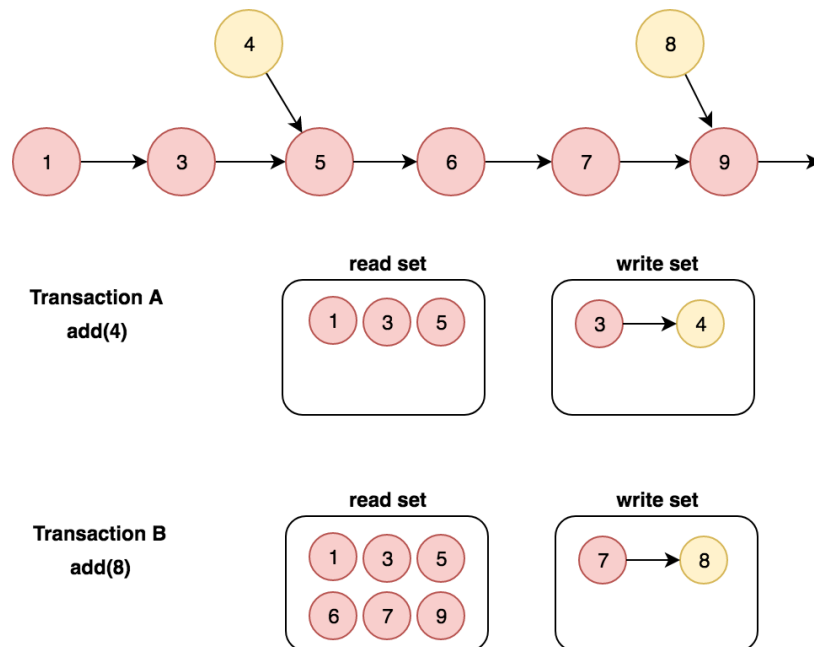 4 8
1 3 5 6 7 9
read set write set
Transaction A
add(4)
1 3 5 3 4
read set write set
Transaction B
add(8)
1 3 5 7 8
6 7 9